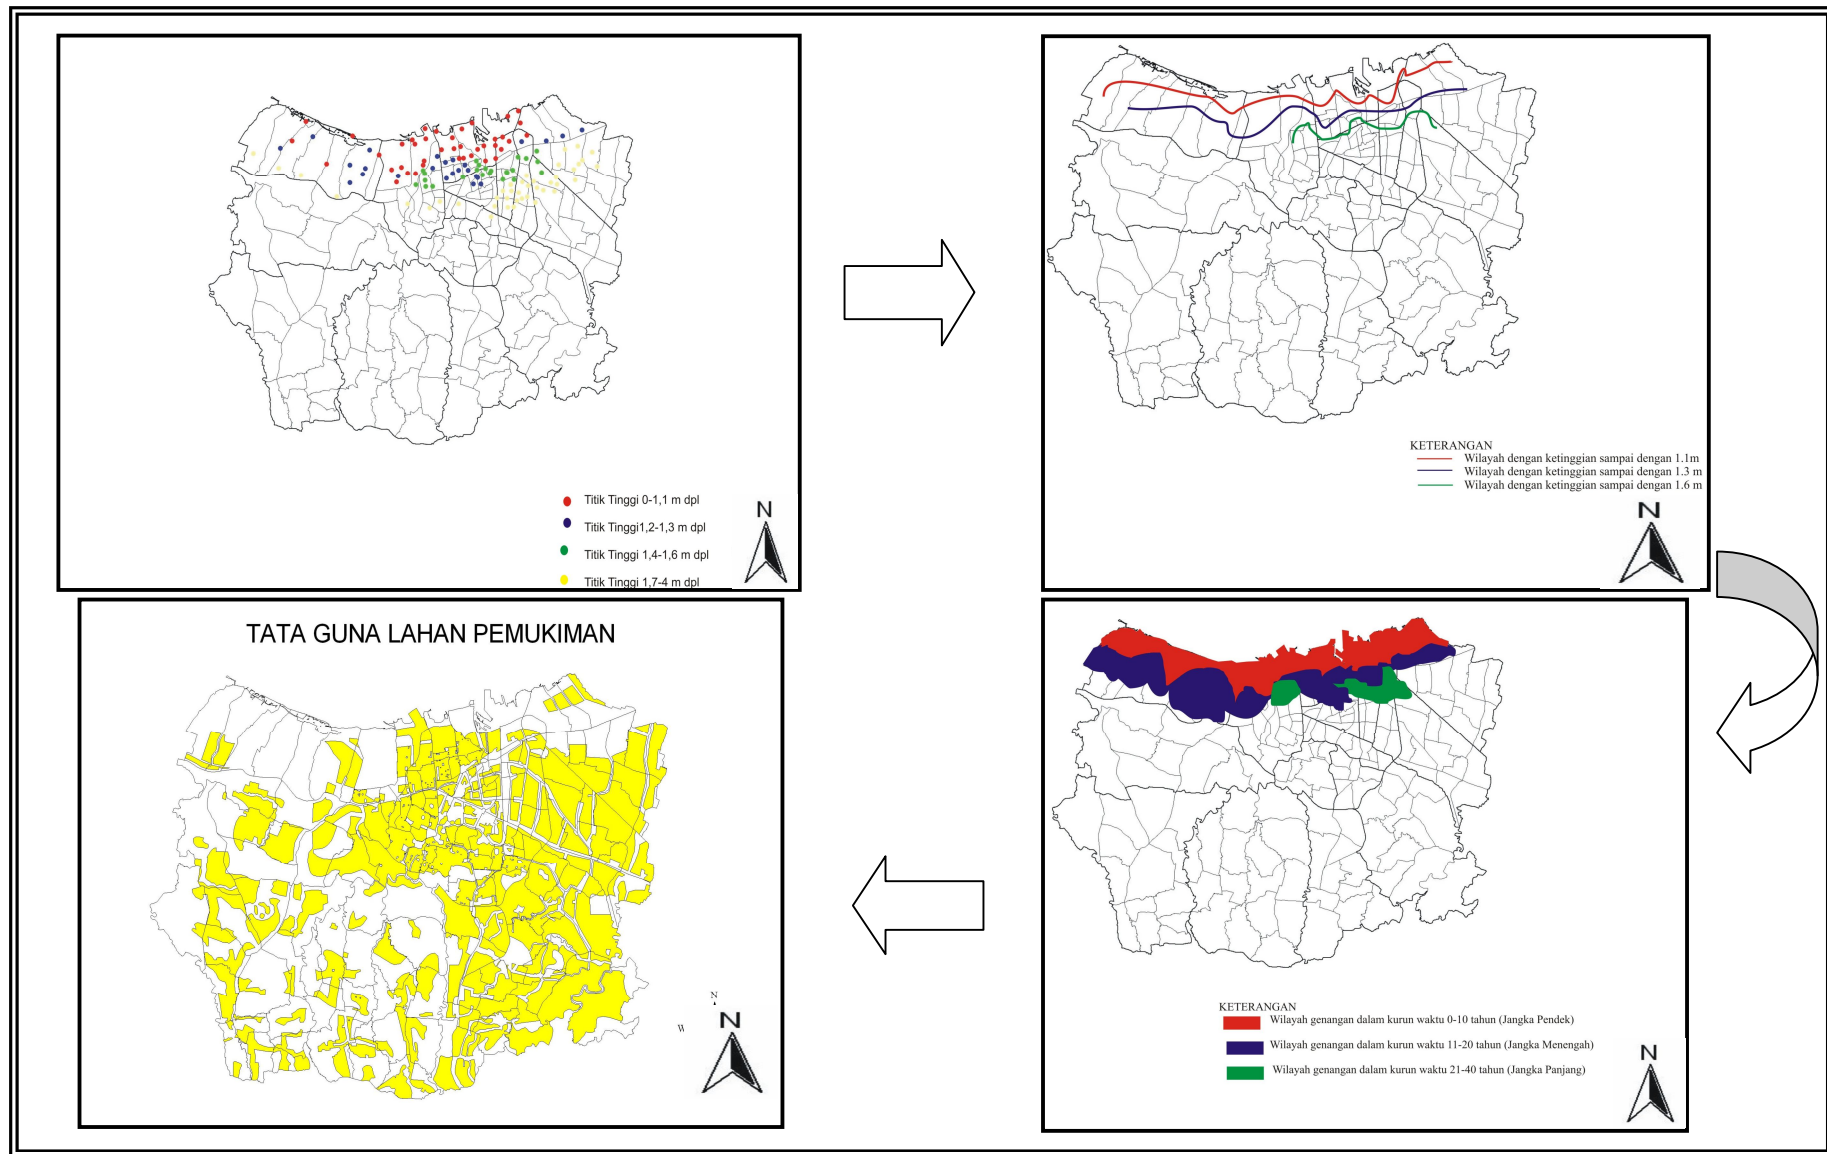 Titik Tinggi 0-1,1 m dpl
Titik Tinggi1,2-1,3 m dpl
Titik Tinggi 1,4-1,6 m dpl
Titik Tinggi 1,7-4 m dpl
N
KETERANGAN
Wilayah dengan ketinggian sampai dengan 1.1m
Wilayah dengan ketinggian sampai dengan 1.3 m
Wilayah dengan ketinggian sampai dengan 1.6 m
N
TATA GUNA LAHAN PEMUKIMAN
N
W
N
KETERANGAN
Wilayah genangan dalam kurun waktu 0-10 tahun (Jangka Pendek)
Wilayah genangan dalam kurun waktu 11-20 tahun (Jangka Menengah)
Wilayah genangan dalam kurun waktu 21-40 tahun (Jangka Panjang)
N